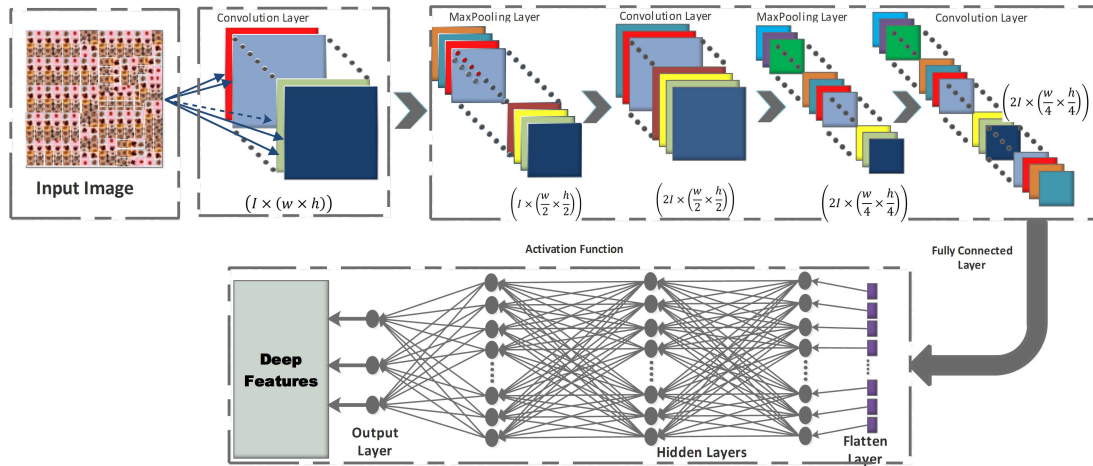 Input Image
Convolution Layer
(I × (w × h))
MaxPooling Layer
(I × (w/2 × h/2))
Convolution Layer
(2I × (w/2 × h/2))
MaxPooling Layer
(2I × (w/4 × h/4))
Convolution Layer
(2I × (w/4 × h/4))
Activation Function
Fully Connected
Layer
Deep
Features
Output
Layer
Hidden Layers
Flatten
Layer